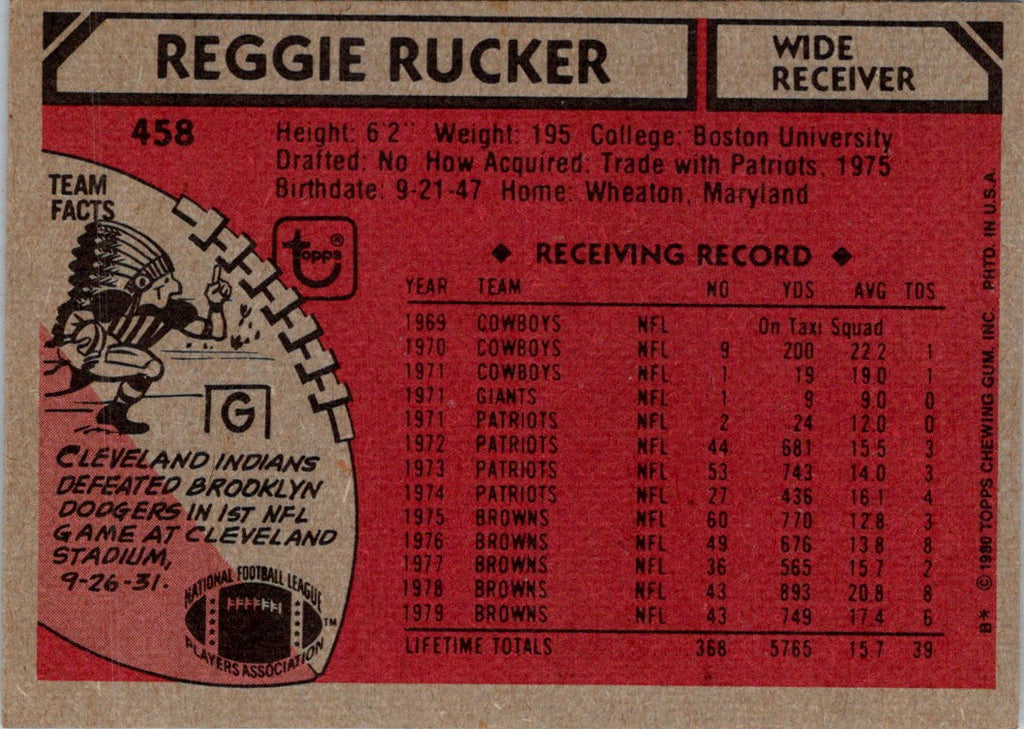 REGGIE RUCKER
WIDE
RECEIVER
458
Height: 6'2" Weight: 195 College: Boston University
Drafted: No How Acquired: Trade with Patriots, 1975
Birthdate: 9-21-47 Home: Wheaton, Maryland
TEAM
FACTS
topps®
G
CLEVELAND INDIANS
DEFEATED BROOKLYN
DODGERS IN 1ST NFL
GAME AT CLEVELAND
STADIUM,
9-26-31.
NATIONAL FOOTBALL LEAGUE
PLAYERS ASSOCIATION
TM
◆ RECEIVING RECORD ◆
YEAR TEAM NO YDS AVG TDS
1969 COWBOYS NFL On Taxi Squad
1970 COWBOYS NFL 9 200 22.2 1
1971 COWBOYS NFL 1 19 19.0 1
1971 GIANTS NFL 1 9 9.0 0
1971 PATRIOTS NFL 2 24 12.0 0
1972 PATRIOTS NFL 44 681 15.5 3
1973 PATRIOTS NFL 53 743 14.0 3
1974 PATRIOTS NFL 27 436 16.1 4
1975 BROWNS NFL 60 770 12.8 3
1976 BROWNS NFL 49 676 13.8 8
1977 BROWNS NFL 36 565 15.7 2
1978 BROWNS NFL 43 893 20.8 8
1979 BROWNS NFL 43 749 17.4 6
LIFETIME TOTALS 368 5765 15.7 39
B* © 1980 TOPPS CHEWING GUM, INC. PRTD. IN U.S.A.